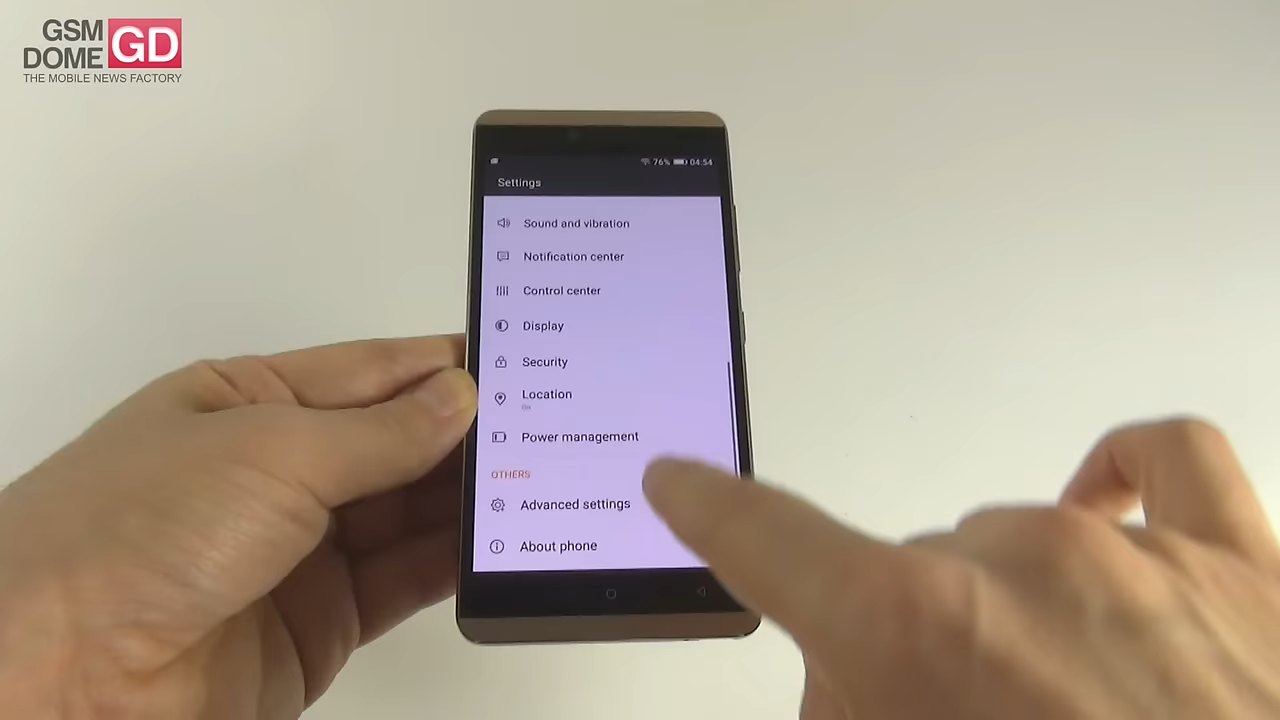 GSM
DOME GD
THE MOBILE NEWS FACTORY
76% 04:54
Settings
Sound and vibration
Notification center
Control center
Display
Security
Location
On
Power management
OTHERS
Advanced settings
About phone